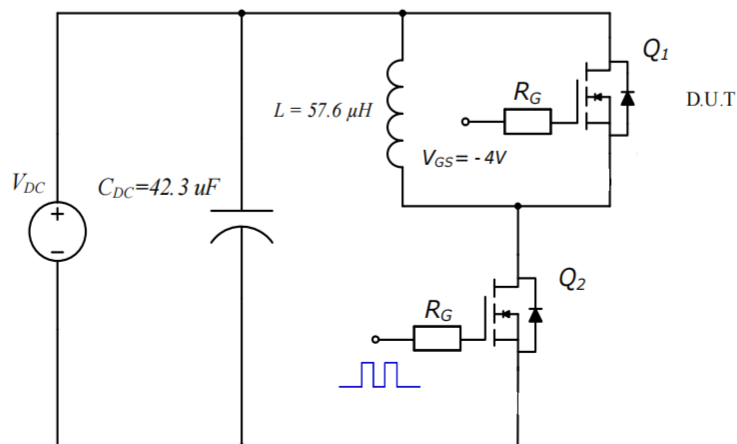 Q1
D.U.T
RG
L = 57.6 μH
VGS= - 4V
VDC
CDC=42.3 uF
+
−
Q2
RG